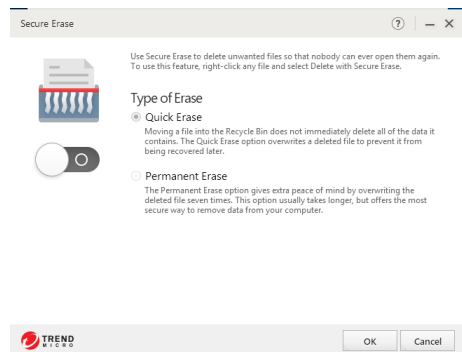 Secure Erase
?
Use Secure Erase to delete unwanted files so that nobody can ever open them again.
To use this feature, right-click any file and select Delete with Secure Erase.
Type of Erase
Quick Erase
Moving a file into the Recycle Bin does not immediately delete all of the data it
contains. The Quick Erase option overwrites a deleted file to prevent it from
being recovered later.
Permanent Erase
The Permanent Erase option gives extra peace of mind by overwriting the
deleted file seven times. This option usually takes longer, but offers the most
secure way to remove data from your computer.
TREND
MICRO
OK
Cancel